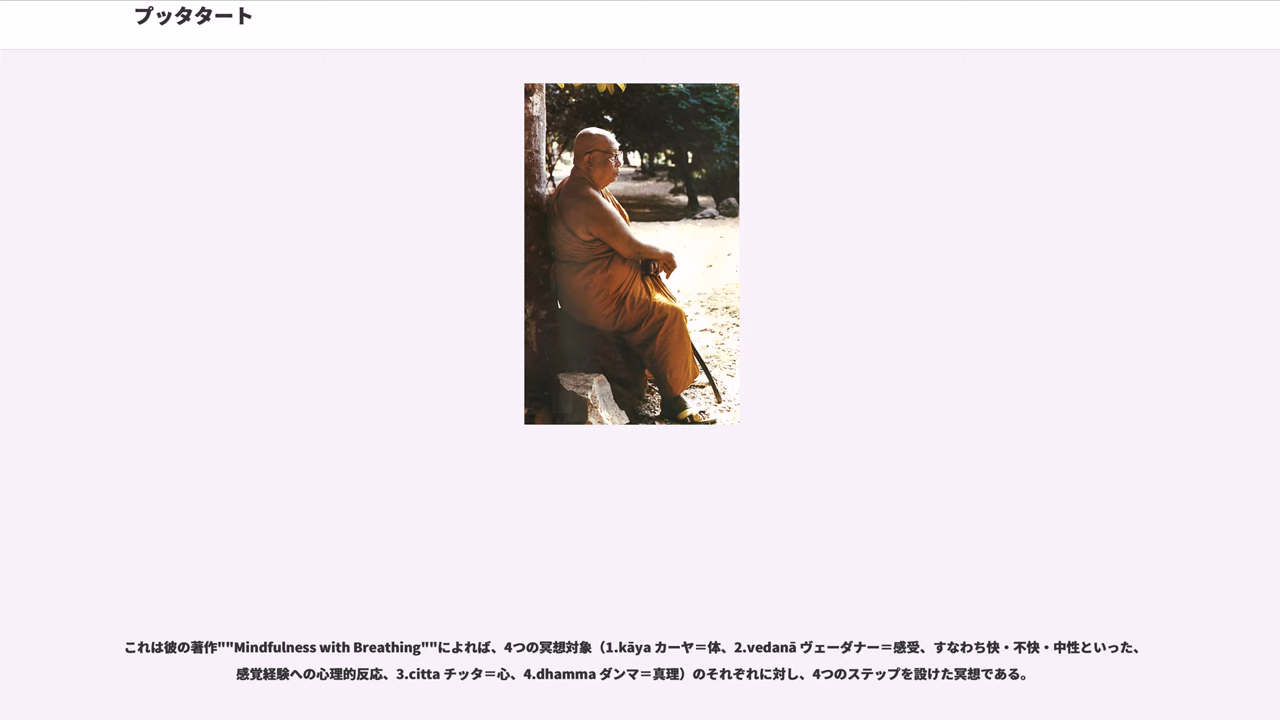 プッタタート
これは彼の著作""Mindfulness with Breathing""によれば、4つの冥想対象（1.kāya カーヤ＝体、2.vedanā ヴェーダナー＝感受、すなわち快・不快・中性といった、
感覚経験への心理的反応、3.citta チッタ＝心、4.dhamma ダンマ＝真理）のそれぞれに対し、4つのステップを設けた冥想である。